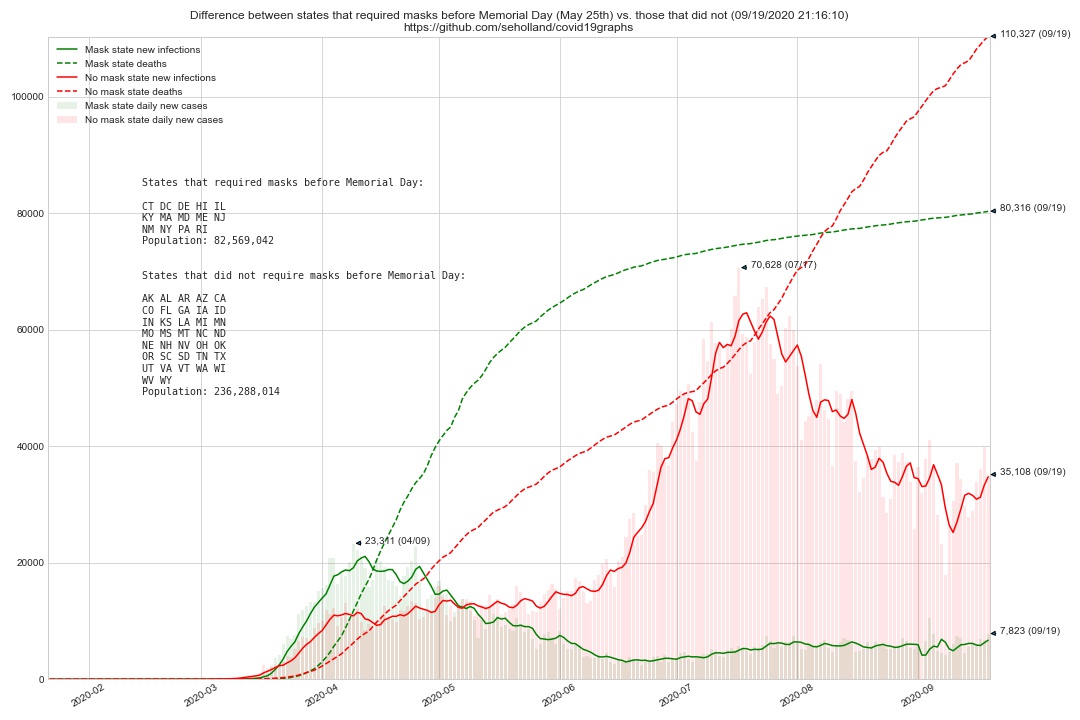 Difference between states that required masks before Memorial Day (May 25th) vs. those that did not (09/19/2020 21:16:10)
https://github.com/seholland/covid19graphs
110,327 (09/19)
Mask state new infections
Mask state deaths
No mask state new infections
No mask state deaths
Mask state daily new cases
No mask state daily new cases
100000
States that required masks before Memorial Day:
CT DC DE HI IL
KY MA MD ME NJ
NM NY PA RI
Population: 82,569,042
80000
80,316 (09/19)
70,628 (07/17)
States that did not require masks before Memorial Day:
AK AL AR AZ CA
CO FL GA IA ID
IN KS LA MI MN
MO MS MT NC ND
NE NH NV OH OK
OR SC SD TN TX
UT VA VT WA WI
WV WY
Population: 236,288,014
60000
40000
35,108 (09/19)
23,311 (04/09)
20000
7,823 (09/19)
0
2020-02
2020-03
2020-04
2020-05
2020-06
2020-07
2020-08
2020-09